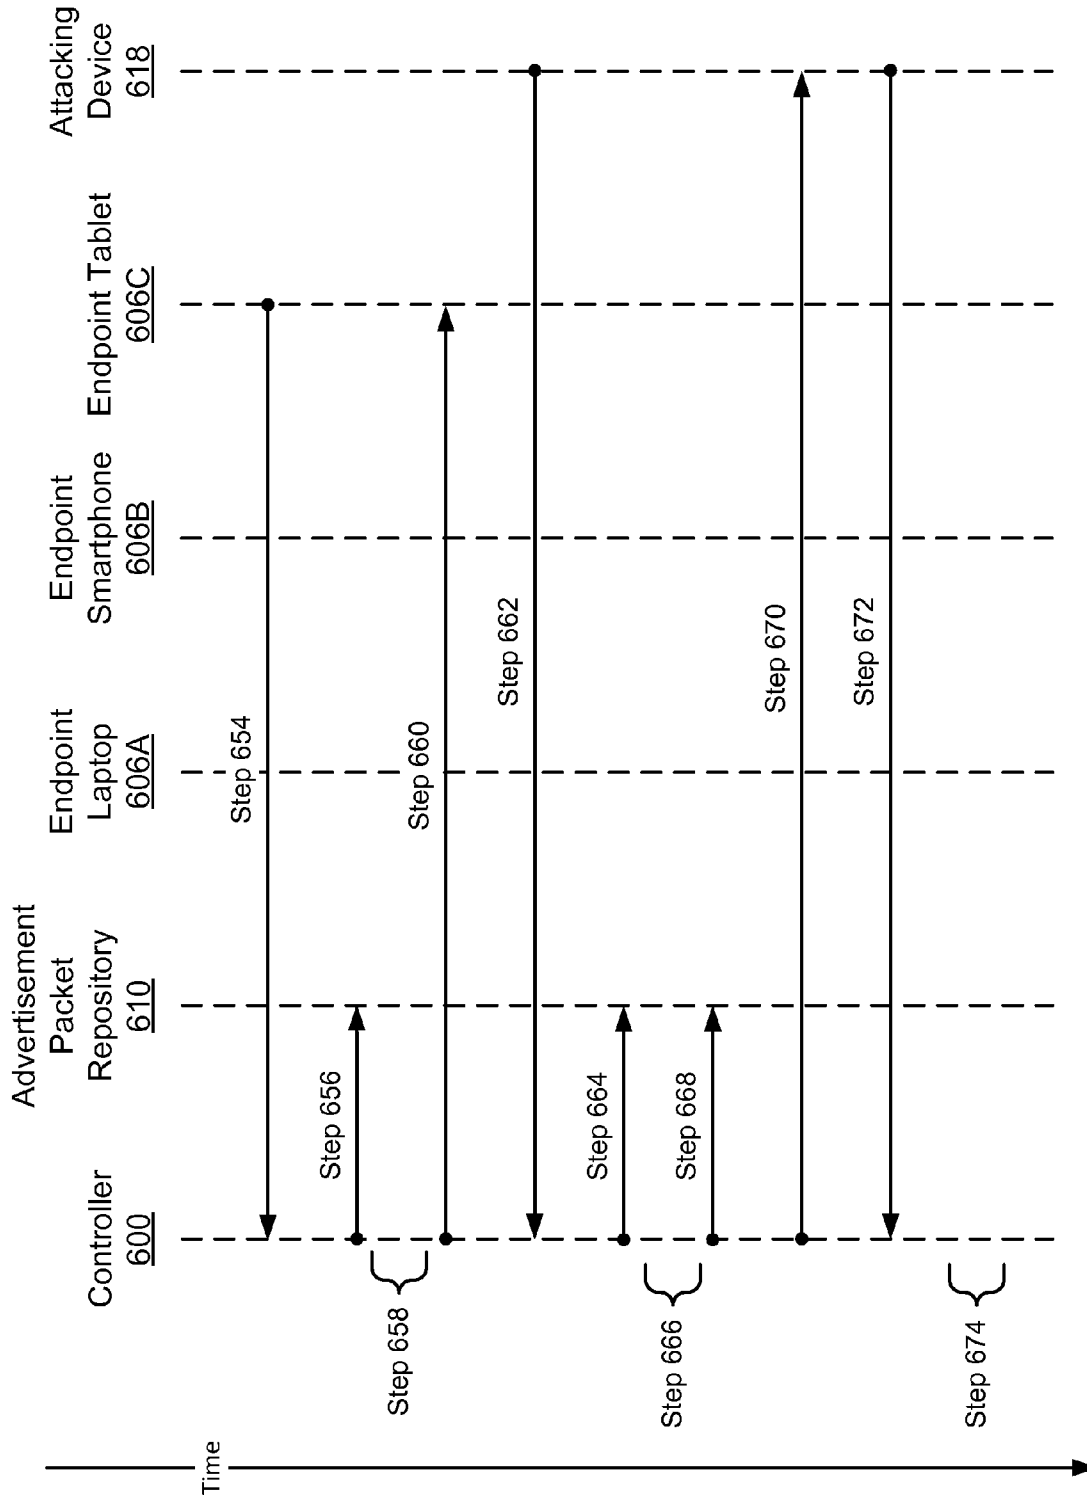 Time
Controller
600
Advertisement
Packet
Repository
610
Endpoint
Laptop
606A
Endpoint
Smartphone
606B
Endpoint Tablet
606C
Attacking
Device
618
Step 654
Step 656
Step 658
Step 660
Step 662
Step 664
Step 666
Step 668
Step 670
Step 672
Step 674